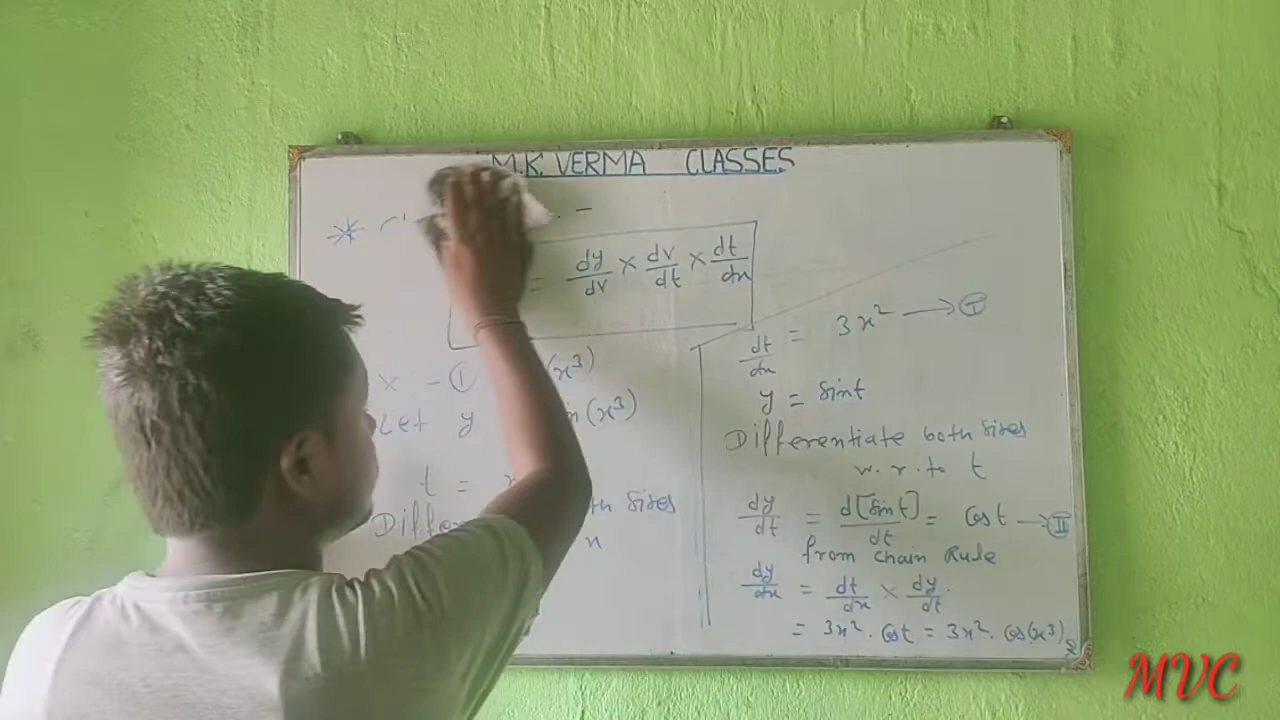 M.K. VERMA CLASSES
= dy/dv × dv/dt × dt/dx
x - I (x³)
Let y in(x³)
t =
Differ th sides
x
dt/dx = 3x² → I
y = sint
Differentiate both sides
w.r. to t
dy/dt = d[sint]/dt = cost → II
from chain Rule
dy/dx = dt/dx × dy/dt
= 3x². cost = 3x². cos(x³)
MVC